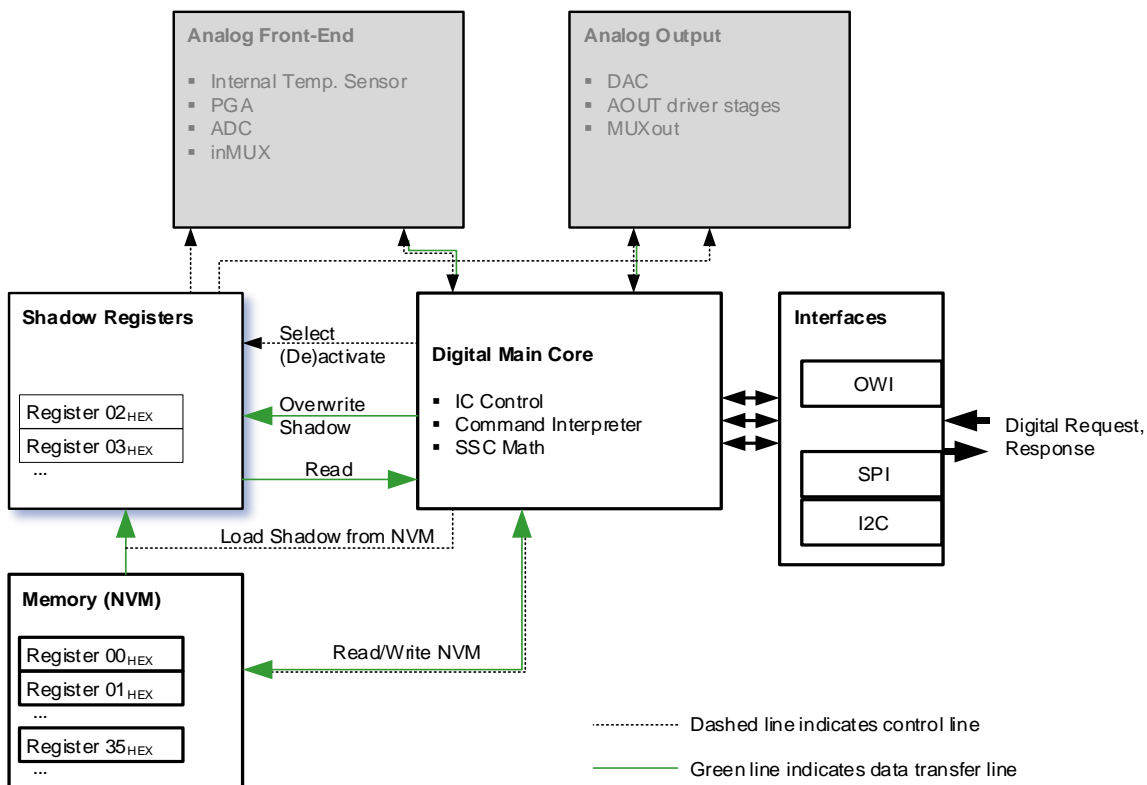 Analog Front-End
▪ Internal Temp. Sensor
▪ PGA
▪ ADC
▪ inMUX
Analog Output
▪ DAC
▪ AOUT driver stages
▪ MUXout
Shadow Registers
Register 02HEX
Register 03HEX
...
Select
(De)activate
Overwrite
Shadow
Read
Load Shadow from NVM
Digital Main Core
▪ IC Control
▪ Command Interpreter
▪ SSC Math
Interfaces
OWI
SPI
I2C
Digital Request,
Response
Memory (NVM)
Register 00HEX
Register 01HEX
...
Register 35HEX
...
Read/Write NVM
Dashed line indicates control line
Green line indicates data transfer line